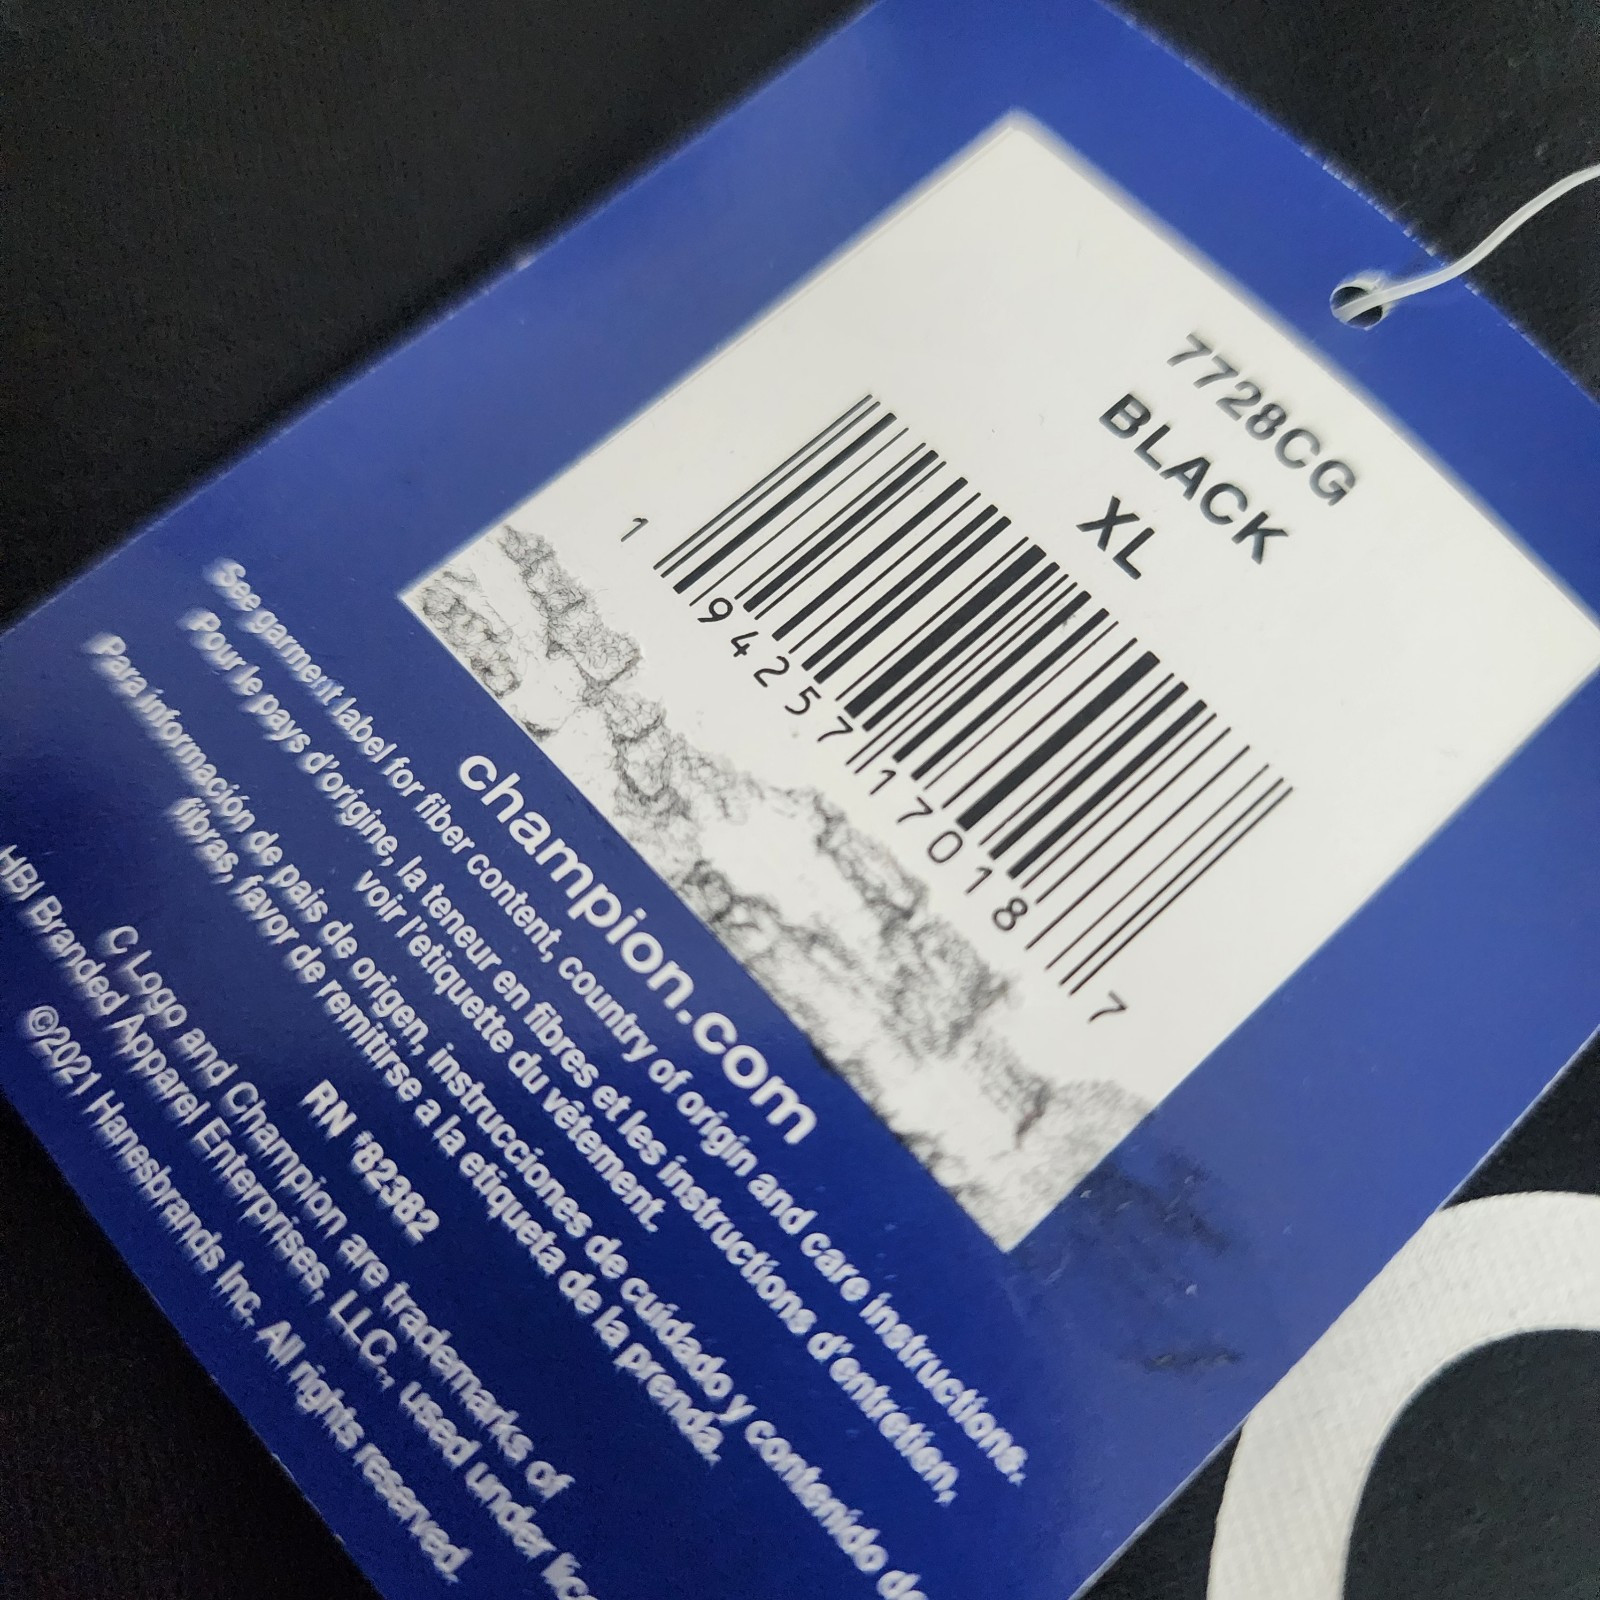 7728CG
BLACK
XL
1 94257 17018 7
champion.com
See garment label for fiber content, country of origin and care instructions.
Pour le pays d'origine, la teneur en fibres et les instructions d'entretien,
voir l'etiquette du vêtement.
Para información de pais de origen, instrucciones de cuidado y contenido de
fibras, favor de remitirse a la etiqueta de la prenda.
RN *82382
C Logo and Champion are trademarks of
HBI Branded Apparel Enterprises, LLC., used under
©2021 Hanesbrands Inc. All rights reserved.